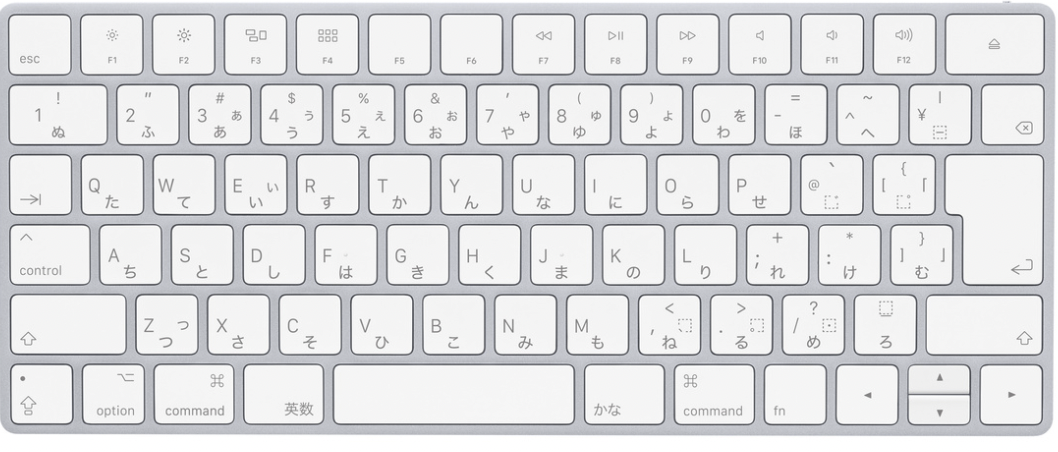 esc F1 F2 F3 F4 F5 F6 F7 F8 F9 F10 F11 F12
! " # $ % & ' ( ) = ~ |
1 2 3 ぁ 4 ぅ 5 ぇ 6 ぉ 7 ゃ 8 ゅ 9 ょ 0 を - ^ ¥
ぬ ふ あ う え お や ゆ よ わ ほ へ
Q W E ぃ R T Y U I O P @ ` [ { 「
た て い す か ん な に ら せ
control A S D F G H J K L ; + : * ] } 」
ち と し は き く ま の り れ け む
Z っ X C V B N M , < . > 。 / ? ・
つ さ そ ひ こ み も ね る め ろ
option command 英数 かな command fn